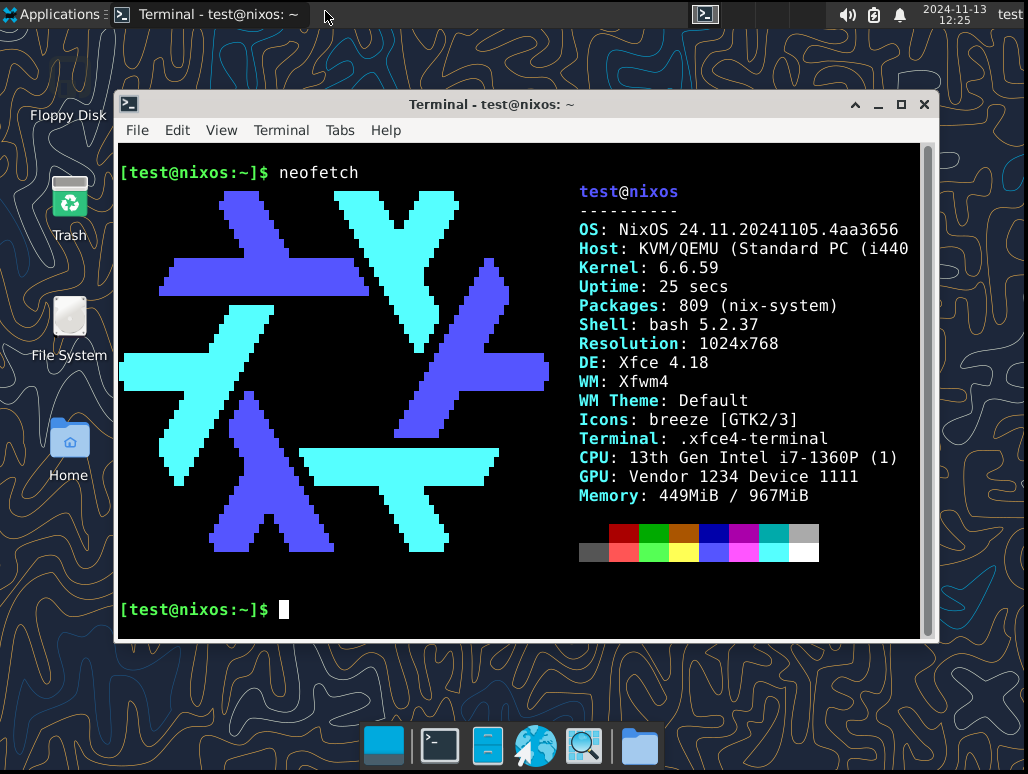 Applications
Terminal - test@nixos: ~
2024-11-13
12:25
test
Floppy Disk
Trash
File System
Home
Terminal - test@nixos: ~
File Edit View Terminal Tabs Help
[test@nixos:~]$ neofetch
test@nixos
----------
OS: NixOS 24.11.20241105.4aa3656
Host: KVM/QEMU (Standard PC (i440
Kernel: 6.6.59
Uptime: 25 secs
Packages: 809 (nix-system)
Shell: bash 5.2.37
Resolution: 1024x768
DE: Xfce 4.18
WM: Xfwm4
WM Theme: Default
Icons: breeze [GTK2/3]
Terminal: .xfce4-terminal
CPU: 13th Gen Intel i7-1360P (1)
GPU: Vendor 1234 Device 1111
Memory: 449MiB / 967MiB
[test@nixos:~]$